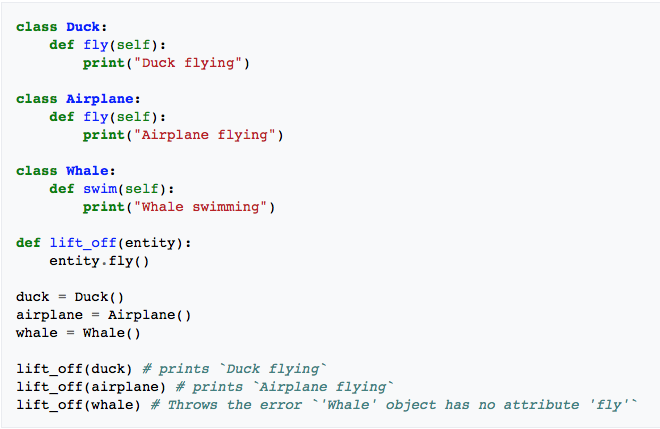 class Duck:
    def fly(self):
        print("Duck flying")

class Airplane:
    def fly(self):
        print("Airplane flying")

class Whale:
    def swim(self):
        print("Whale swimming")

def lift_off(entity):
    entity.fly()

duck = Duck()
airplane = Airplane()
whale = Whale()

lift_off(duck) # prints `Duck flying`
lift_off(airplane) # prints `Airplane flying`
lift_off(whale) # Throws the error `'Whale' object has no attribute 'fly'`